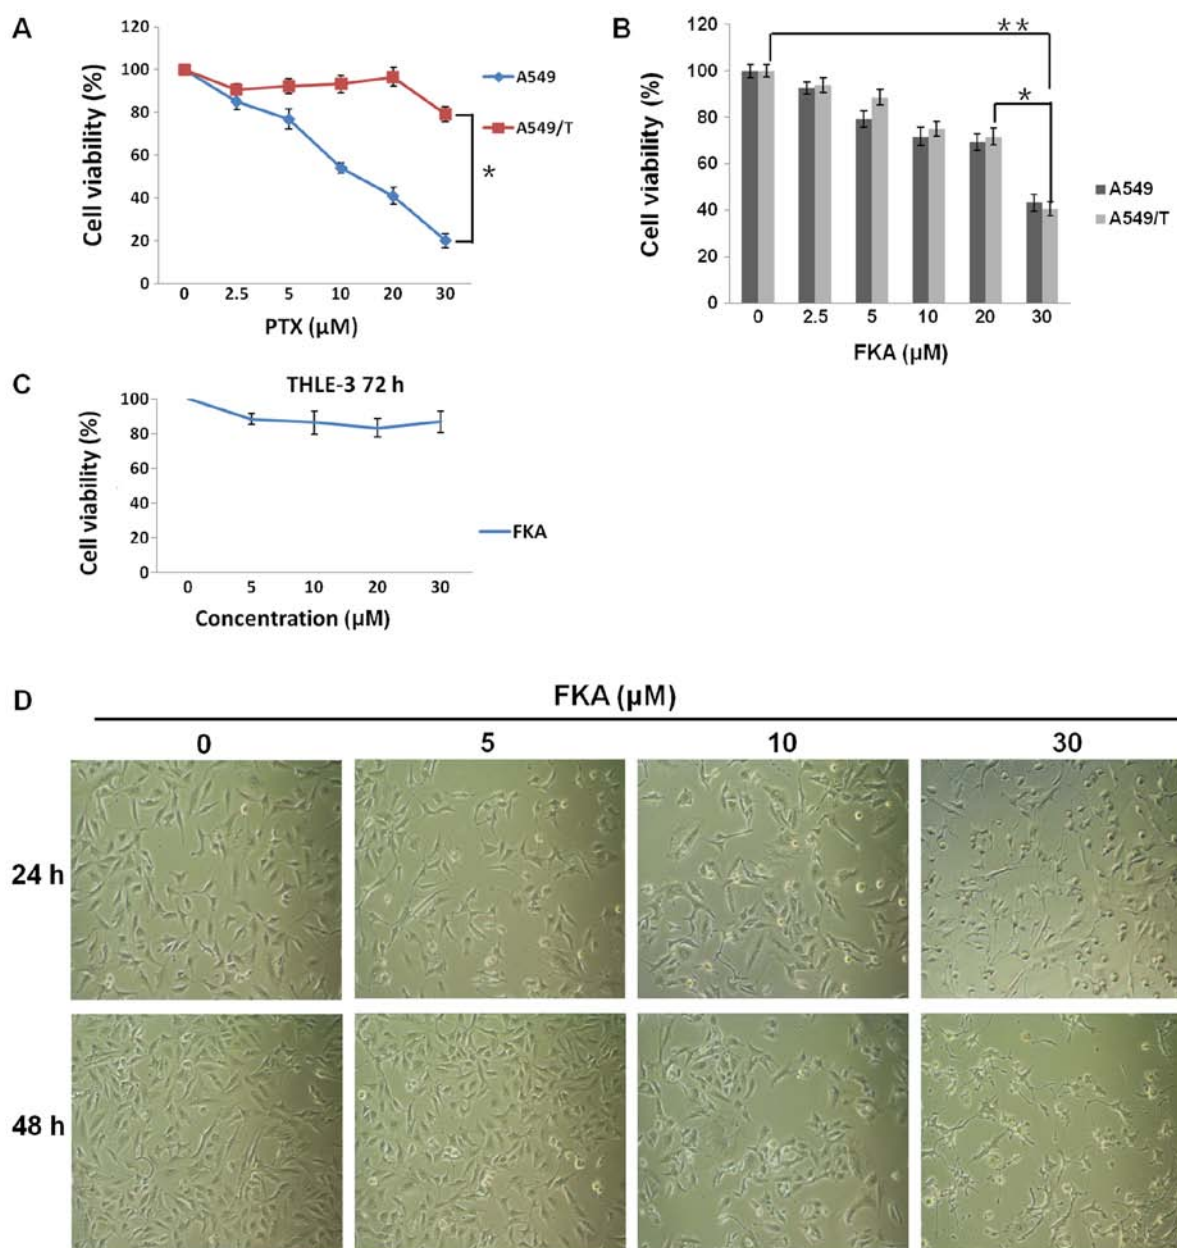 A
120
100
80
60
40
20
0
Cell viability (%)
0 2.5 5 10 20 30
PTX (µM)
A549
A549/T
*
B
120
100
80
60
40
20
0
Cell viability (%)
0 2.5 5 10 20 30
FKA (µM)
**
*
A549
A549/T
C
THLE-3 72 h
100
80
60
40
20
0
Cell viability (%)
0 5 10 20 30
Concentration (µM)
FKA
D
FKA (µM)
0 5 10 30
24 h
48 h